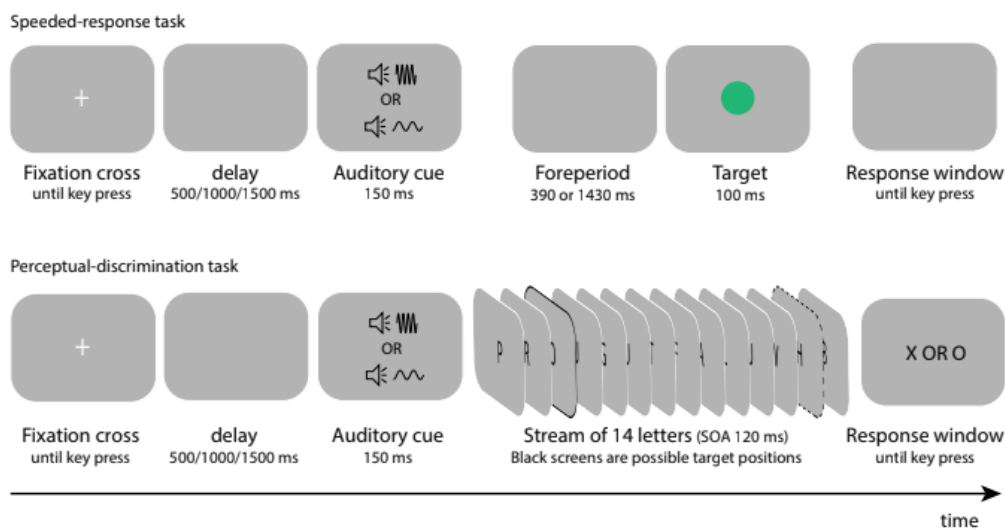 Speeded-response task
+
OR
Fixation cross
until key press
delay
500/1000/1500 ms
Auditory cue
150 ms
Foreperiod
390 or 1430 ms
Target
100 ms
Response window
until key press
Perceptual-discrimination task
+
OR
P R
G
X OR O
Fixation cross
until key press
delay
500/1000/1500 ms
Auditory cue
150 ms
Stream of 14 letters (SOA 120 ms)
Black screens are possible target positions
Response window
until key press
time